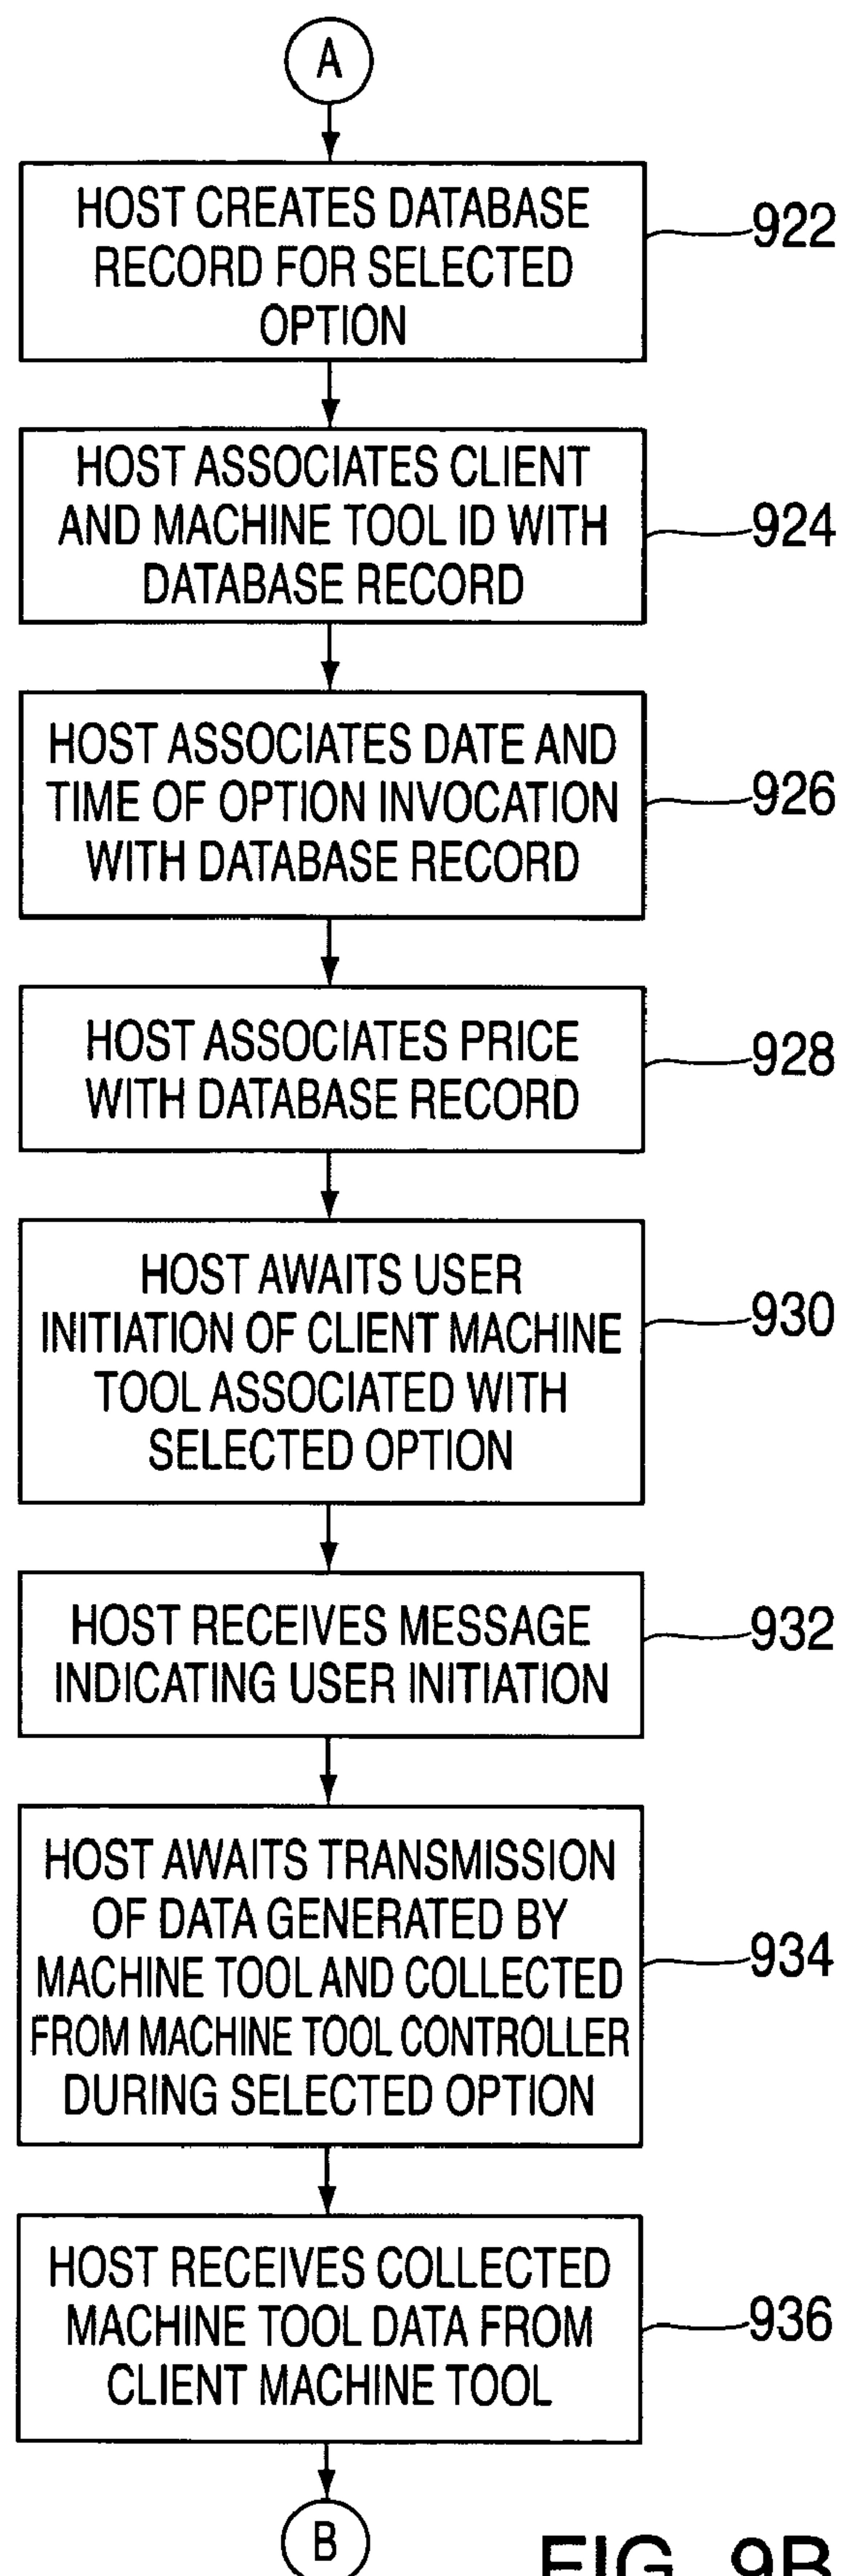 A
HOST CREATES DATABASE
RECORD FOR SELECTED
OPTION
922
HOST ASSOCIATES CLIENT
AND MACHINE TOOL ID WITH
DATABASE RECORD
924
HOST ASSOCIATES DATE AND
TIME OF OPTION INVOCATION
WITH DATABASE RECORD
926
HOST ASSOCIATES PRICE
WITH DATABASE RECORD
928
HOST AWAITS USER
INITIATION OF CLIENT MACHINE
TOOL ASSOCIATED WITH
SELECTED OPTION
930
HOST RECEIVES MESSAGE
INDICATING USER INITIATION
932
HOST AWAITS TRANSMISSION
OF DATA GENERATED BY
MACHINE TOOL AND COLLECTED
FROM MACHINE TOOL CONTROLLER
DURING SELECTED OPTION
934
HOST RECEIVES COLLECTED
MACHINE TOOL DATA FROM
CLIENT MACHINE TOOL
936
B
FIG. 9B